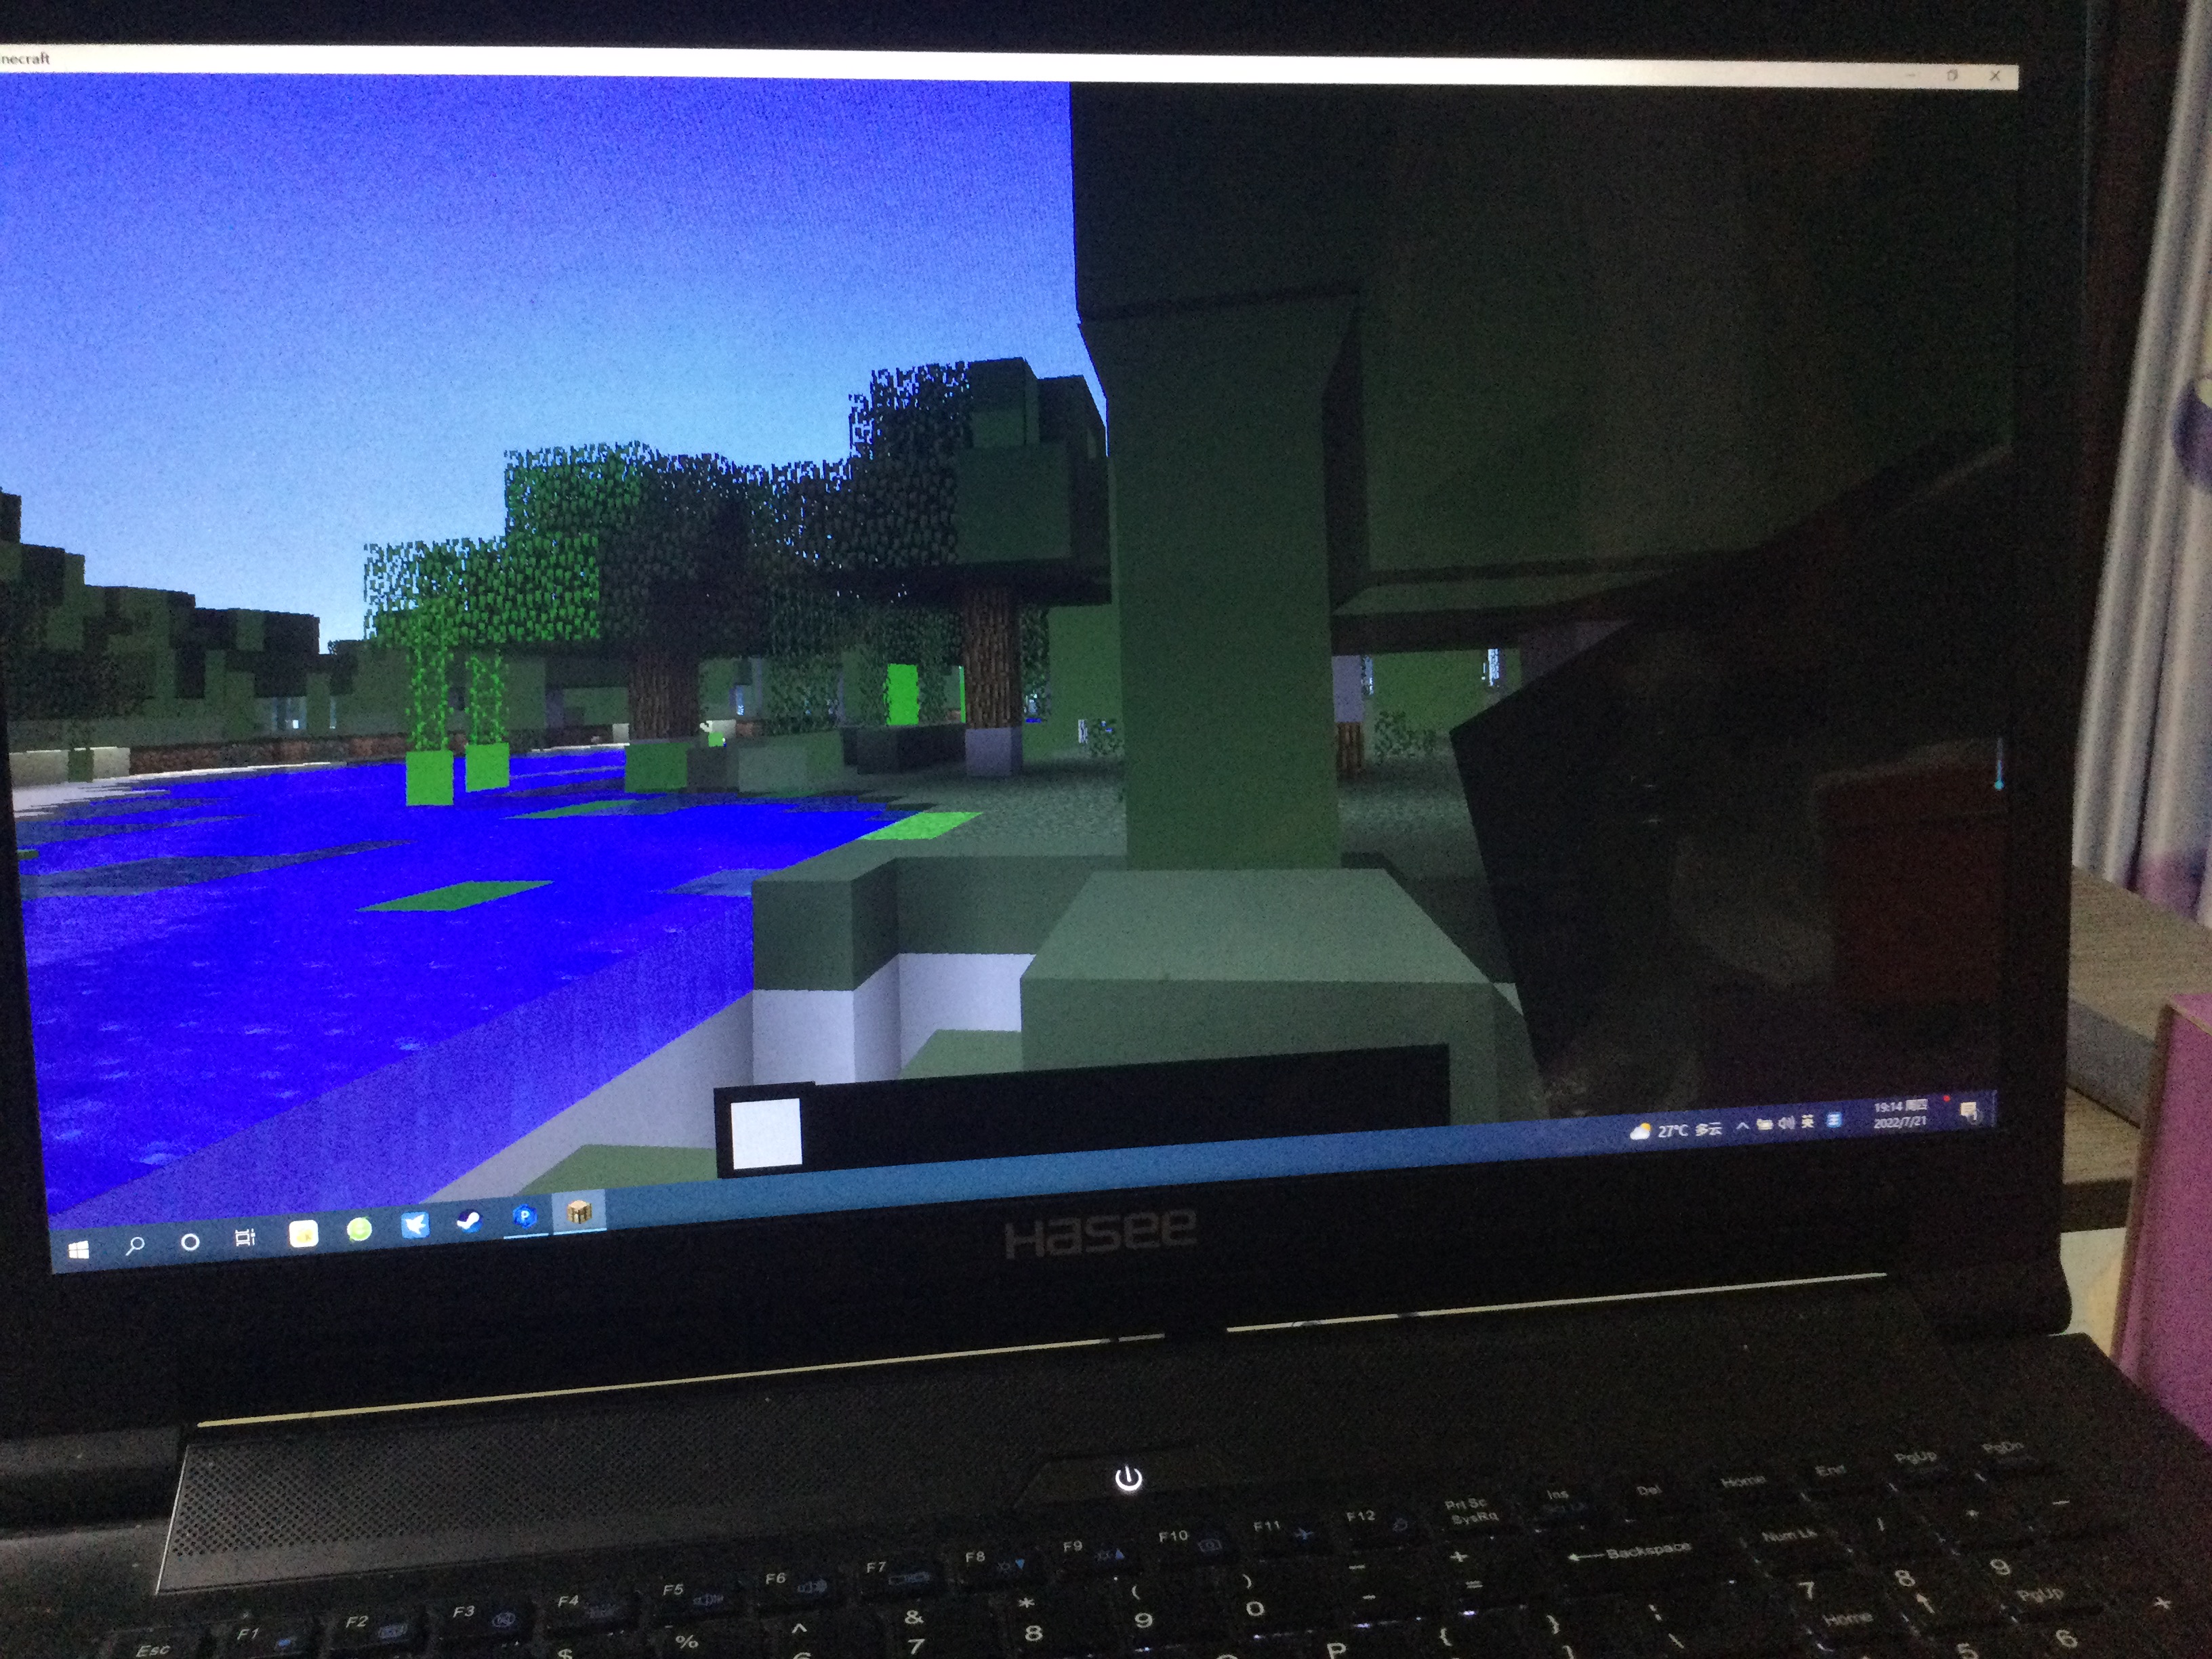 inecraft
27°C 多云
英
19:14 周四
2022/7/21
P
Hasee
Esc
F1
F2
F3
F4
F5
F6
F7
F8
F9
F10
F11
F12
Prt Sc
SysRq
Ins
Del
Home
End
PgUp
PgDn
$
%
^
6
&
7
*
8
(
9
)
0
–
-
+
=
←Backspace
Num Lk
/
*
–
P
{
}
]
\
7
Home
8
↑
9
PgUp
+
5
6